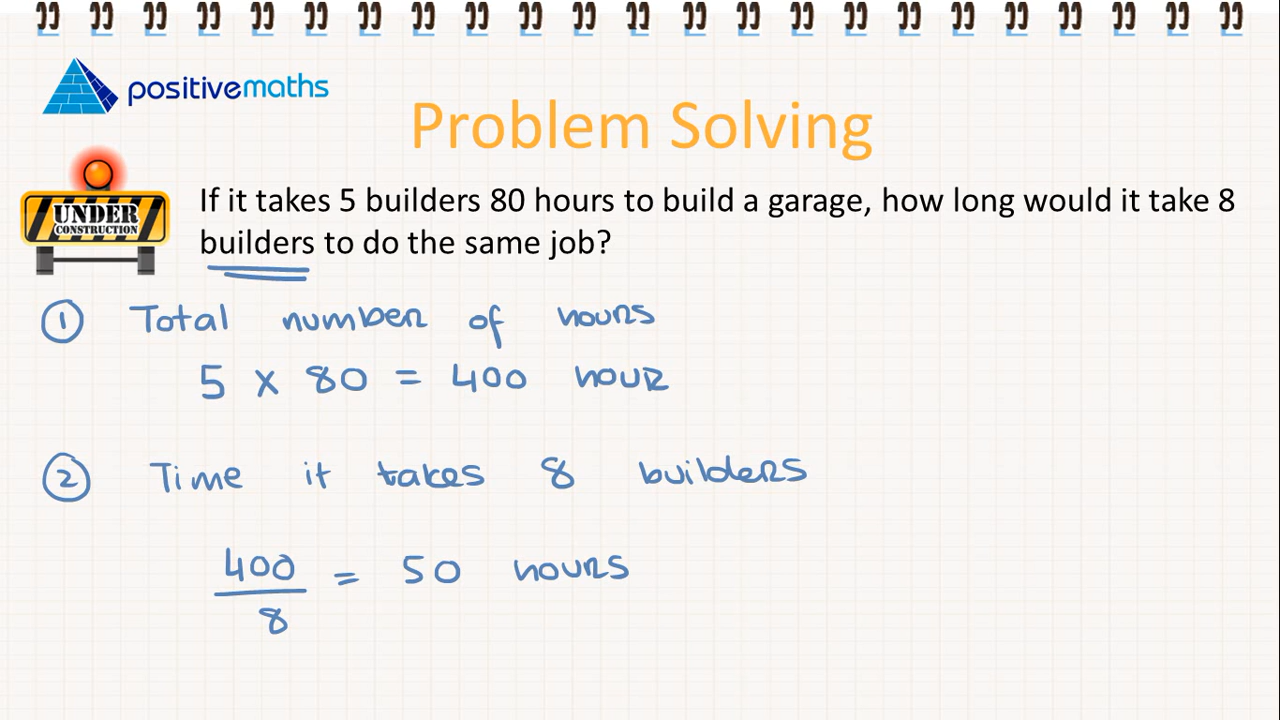 positivemaths
Problem Solving
UNDER
CONSTRUCTION
If it takes 5 builders 80 hours to build a garage, how long would it take 8
builders to do the same job?
① Total number of hours
5 × 80 = 400 hour
② Time it takes 8 builders
400
= 50 hours
8